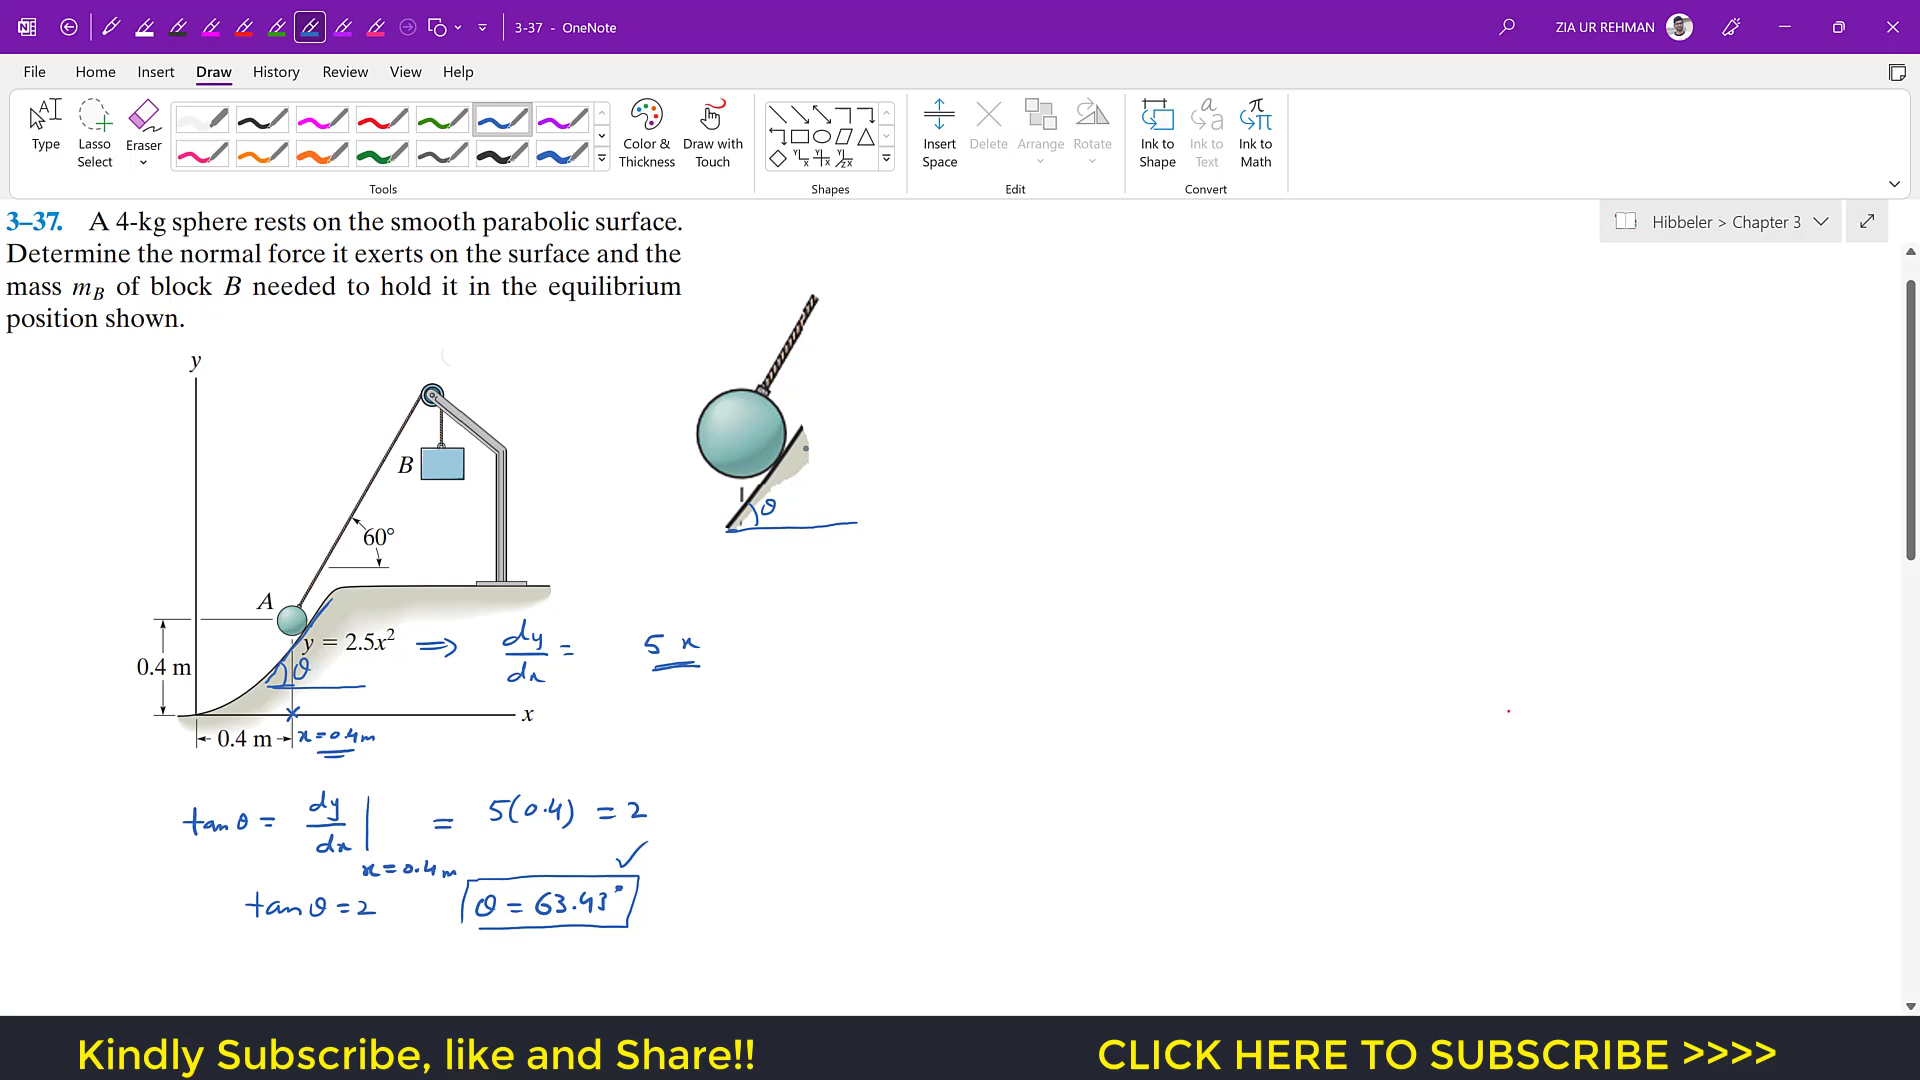 3-37 - OneNote
ZIA UR REHMAN
File Home Insert Draw History Review View Help
Type
Lasso Select
Eraser
Color & Thickness
Draw with Touch
Insert Space
Delete
Arrange
Rotate
Ink to Shape
Ink to Text
Ink to Math
Tools
Shapes
Edit
Convert
Hibbeler > Chapter 3
3–37. A 4-kg sphere rests on the smooth parabolic surface.
Determine the normal force it exerts on the surface and the
mass m_B of block B needed to hold it in the equilibrium
position shown.
y
B
60°
θ
A
y = 2.5x² ⇒ dy/dx = 5x
θ
0.4 m
x
0.4 m
x = 0.4 m
tan θ = dy/dx | x = 0.4 m = 5(0.4) = 2
tan θ = 2
θ = 63.43°
Kindly Subscribe, like and Share!!
CLICK HERE TO SUBSCRIBE >>>>